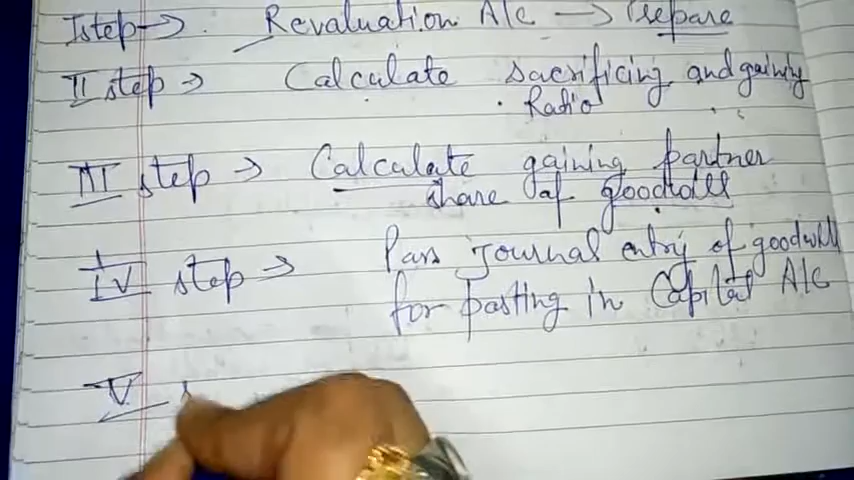 I step → Revaluation A/c → Prepare
II step → Calculate sacrificing and gaining
Ratio
III step → Calculate gaining partner
share of goodwill
IV step → Pass Journal entry of goodwill
for posting in Capital A/c
V